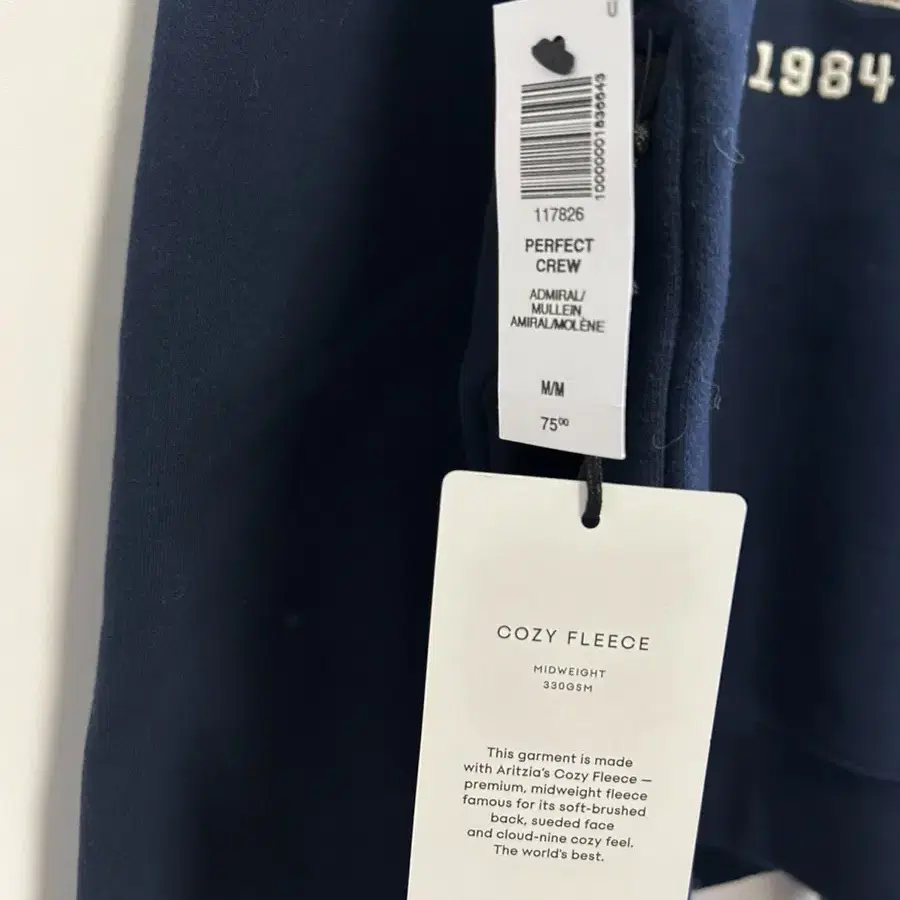 U
1984
10000001836643
117826
PERFECT
CREW
ADMIRAL/
MULLEIN
AMIRAL/MOLÈNE
M/M
75⁰⁰
COZY FLEECE
MIDWEIGHT
330GSM
This garment is made
with Aritzia's Cozy Fleece —
premium, midweight fleece
famous for its soft-brushed
back, sueded face
and cloud-nine cozy feel.
The world's best.